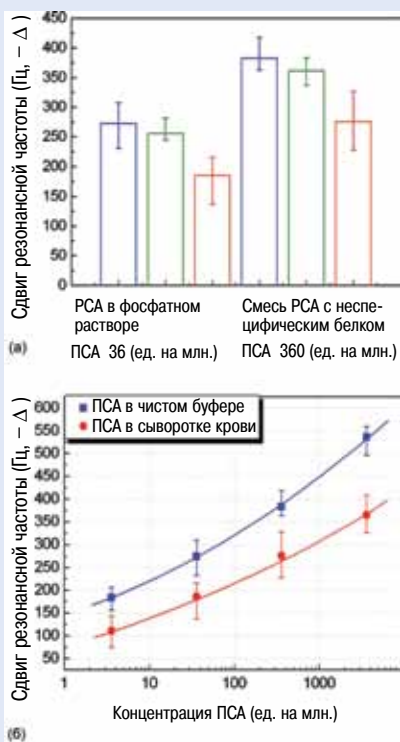 Сдвиг резонансной частоты (Гц, – Δ)
450
400
350
300
250
200
150
100
50
0
РСА в фосфатном
растворе
ПСА 36 (ед. на млн.)
Смесь РСА с неспе-
цифическим белком
ПСА 360 (ед. на млн.)
(а)
Сдвиг резонансной частоты (Гц, – Δ)
600
550
500
450
400
350
300
250
200
150
100
50
ПСА в чистом буфере
ПСА в сыворотке крови
1
10
100
1000
Концентрация ПСА (ед. на млн.)
(б)